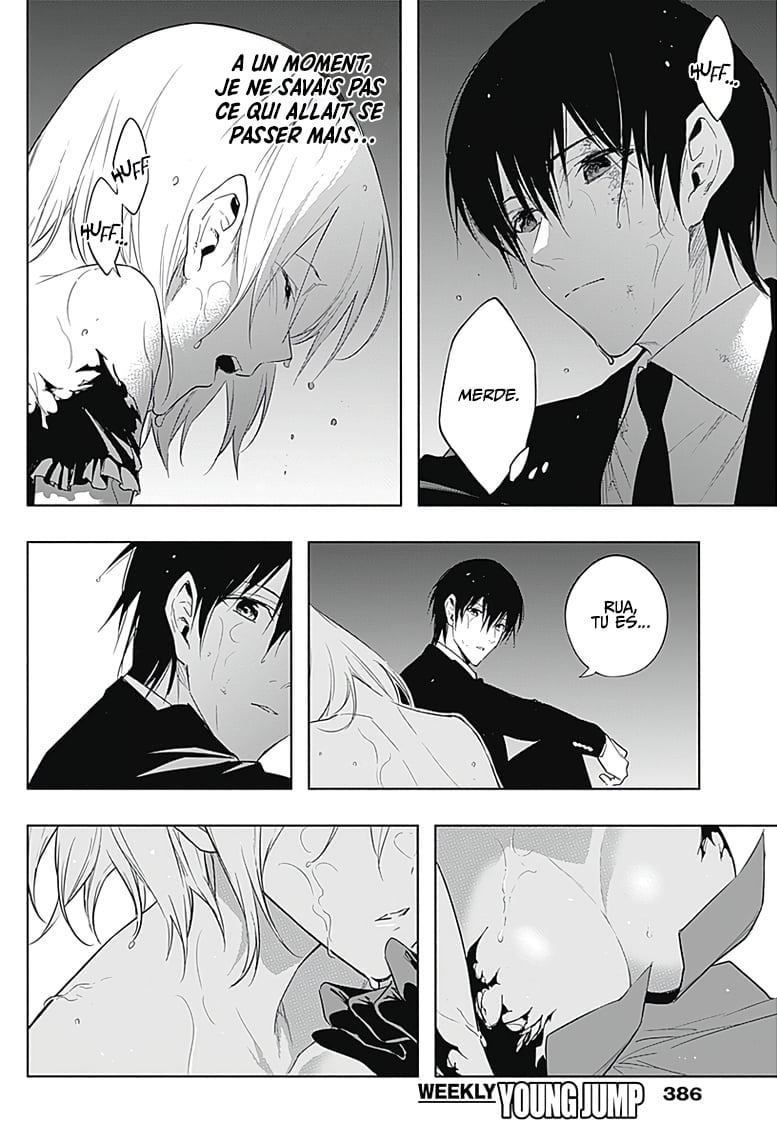 HUFF...
MERDE.
A UN MOMENT,
JE NE SAVAIS PAS
CE QUI ALLAIT SE
PASSER MAIS...
HUFF
HUFF...
RUA,
TU ES...
WEEKLY YOUNG JUMP 386